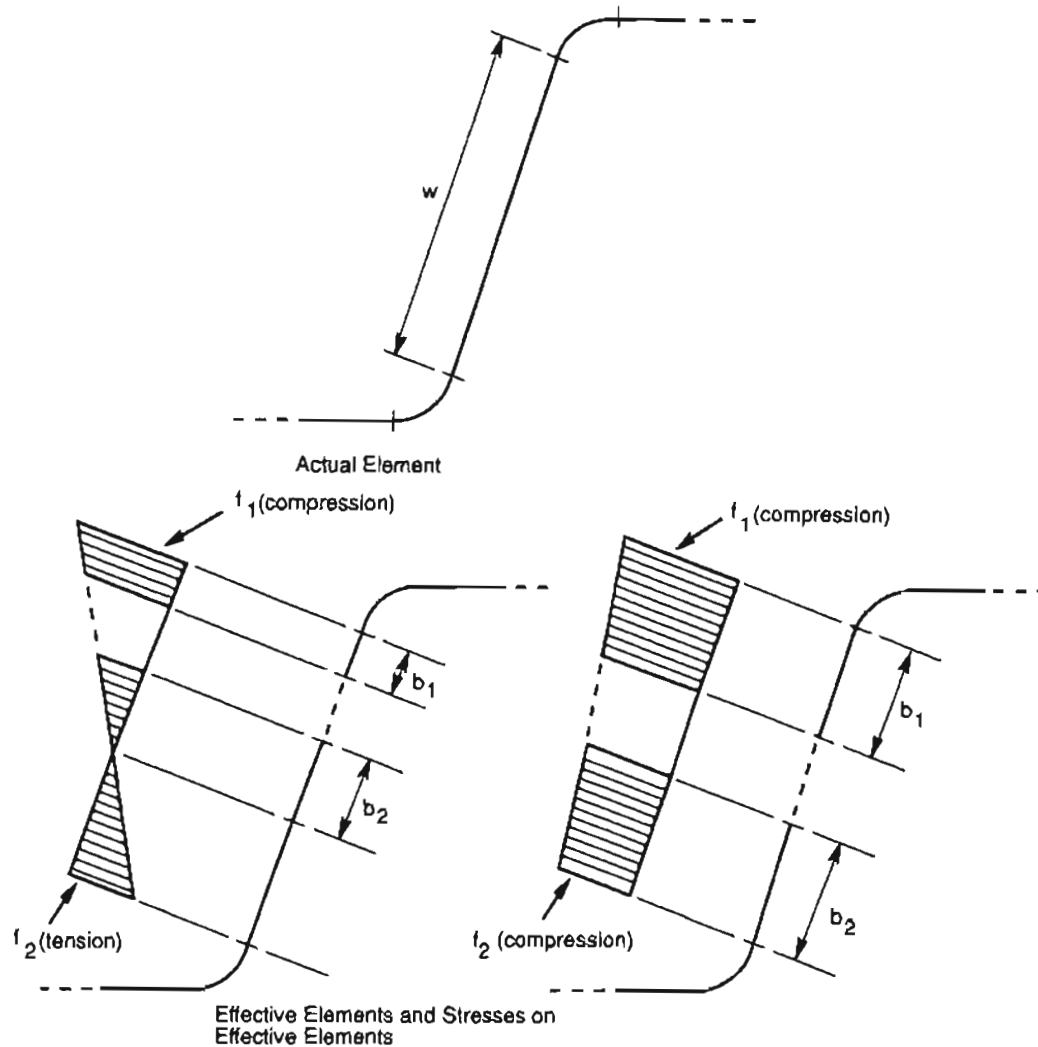 w
Actual Element
f1 (compression)
f1 (compression)
b1
b1
b2
b2
f2 (tension)
f2 (compression)
Effective Elements and Stresses on
Effective Elements